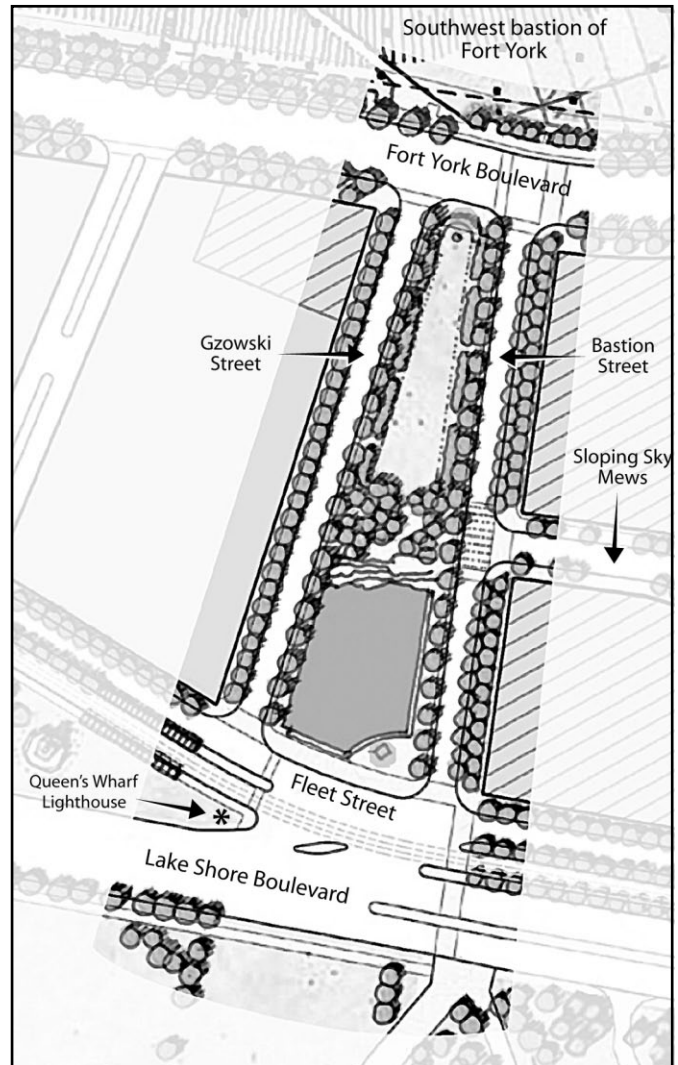 Southwest bastion of
Fort York
Fort York Boulevard
Gzowski
Street
Bastion
Street
Sloping Sky
Mews
Queen's Wharf
Lighthouse
Fleet Street
Lake Shore Boulevard